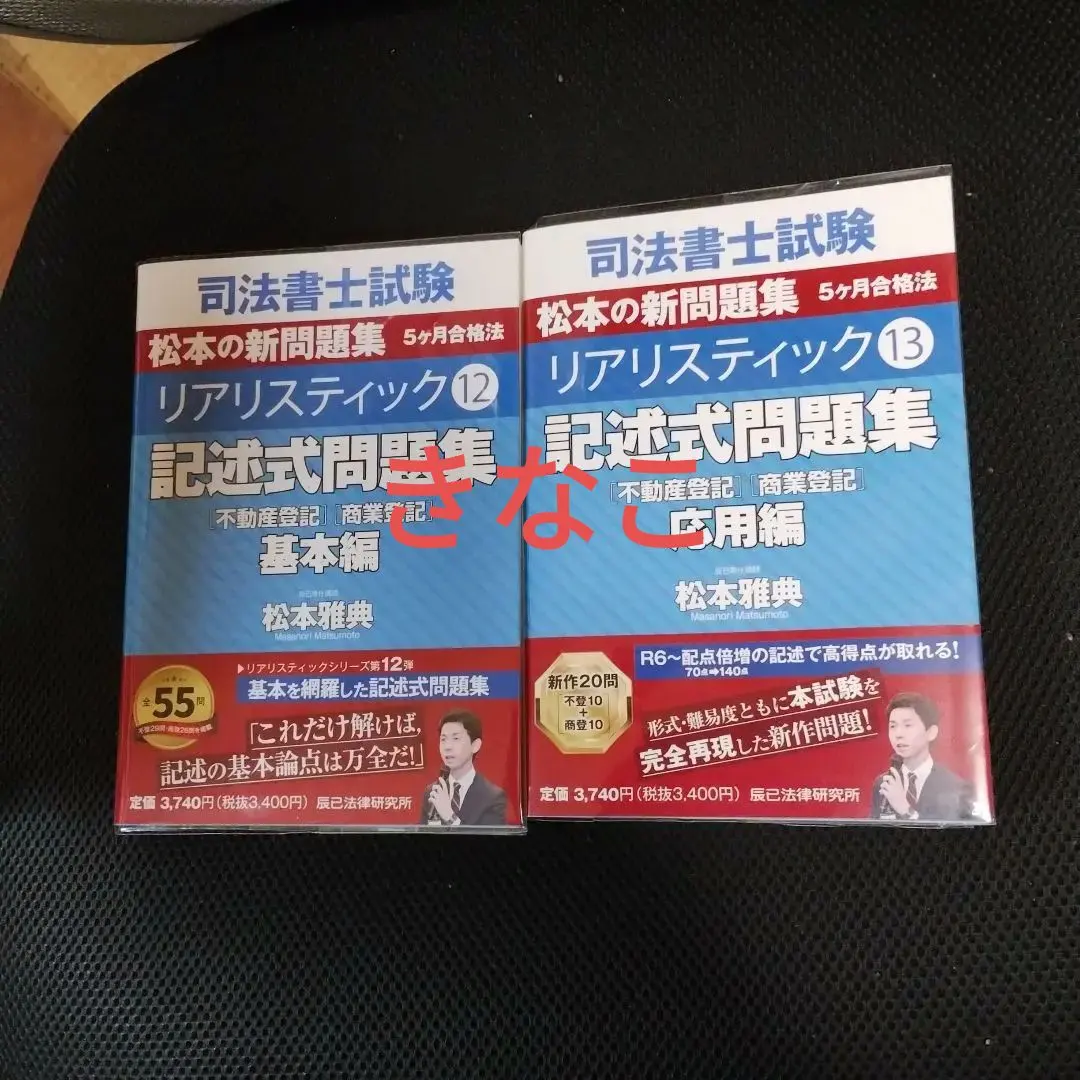 司法書士試験
松本の新問題集 5ヶ月合格法
リアリスティック⑫
記述式問題集
[不動産登記] [商業登記]
基本編
辰已専任講師
松本雅典
Masanori Matsumoto
▶リアリスティックシリーズ第12弾
基本を網羅した記述式問題集
全55問
「これだけ解けば、
記述の基本論点は万全だ!」
定価 3,740円(税抜3,400円) 辰已法律研究所
司法書士試験
松本の新問題集 5ヶ月合格法
リアリスティック⑬
記述式問題集
[不動産登記] [商業登記]
応用編
辰已専任講師
松本雅典
Masanori Matsumoto
R6〜配点倍増の記述で高得点が取れる!
70点➡140点
新作20問
不登10
+
商登10
形式・難易度ともに本試験を
完全再現した新作問題!
定価 3,740円(税抜3,400円) 辰已法律研究所
きなこ